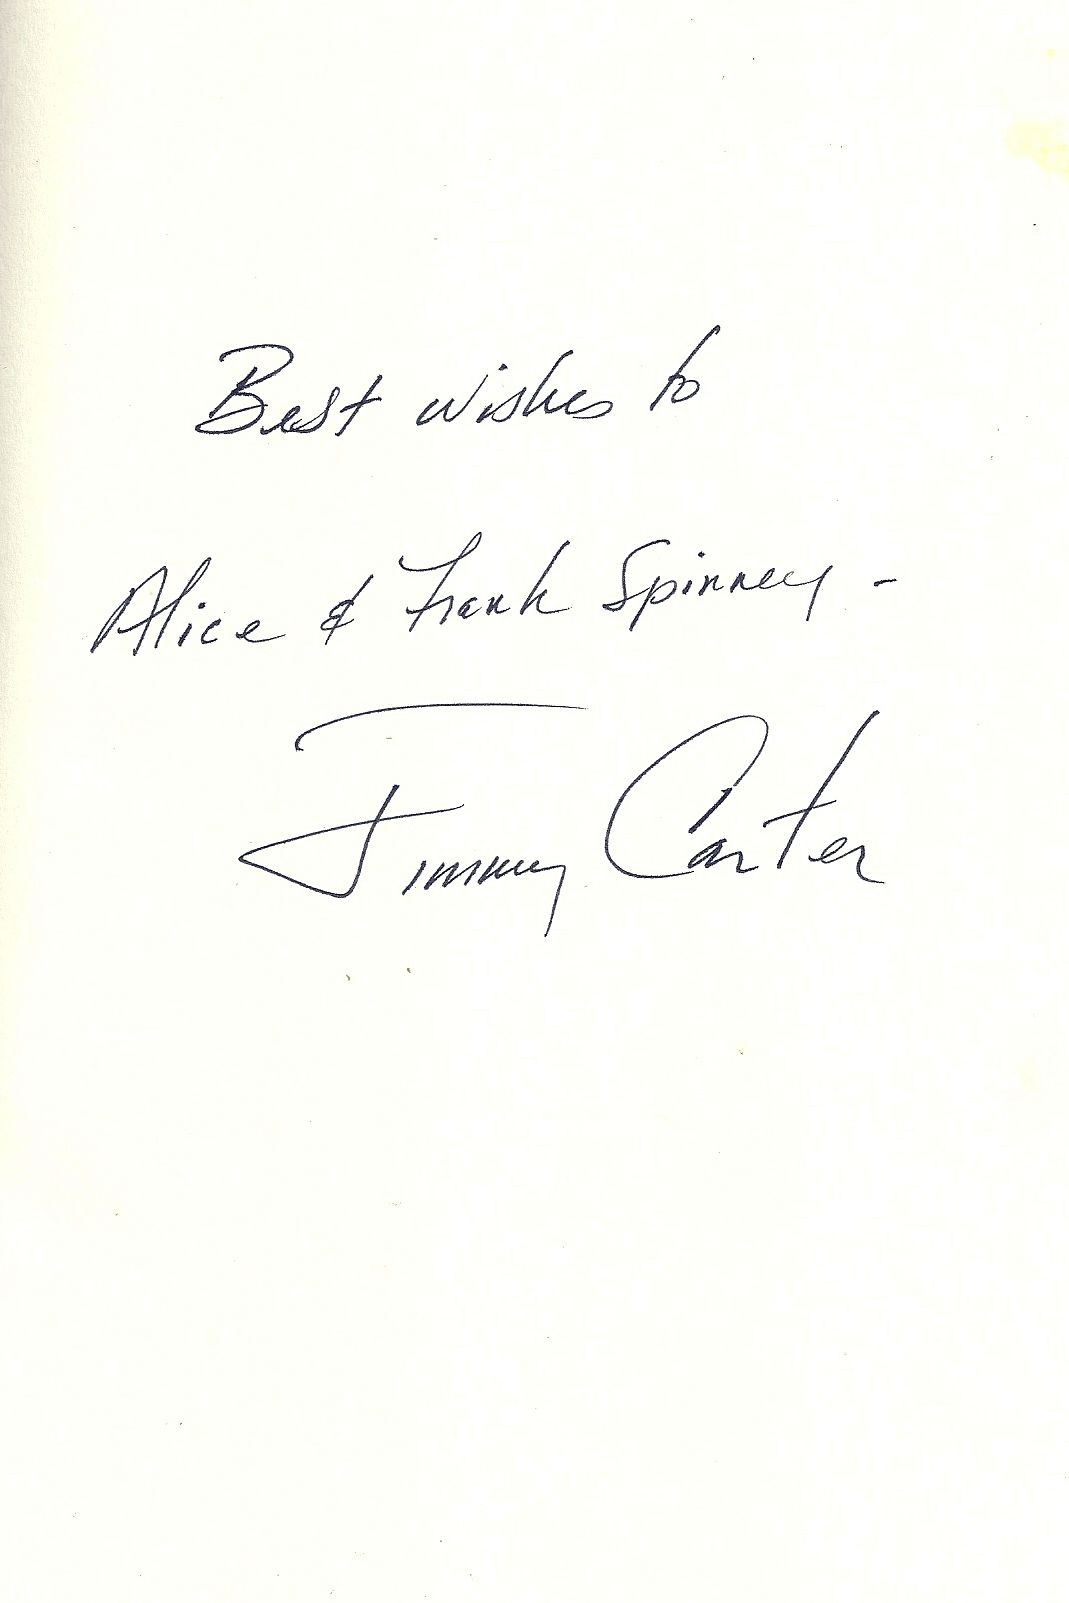 Best wishes to
Alice & Frank Spinney -
Jimmy Carter